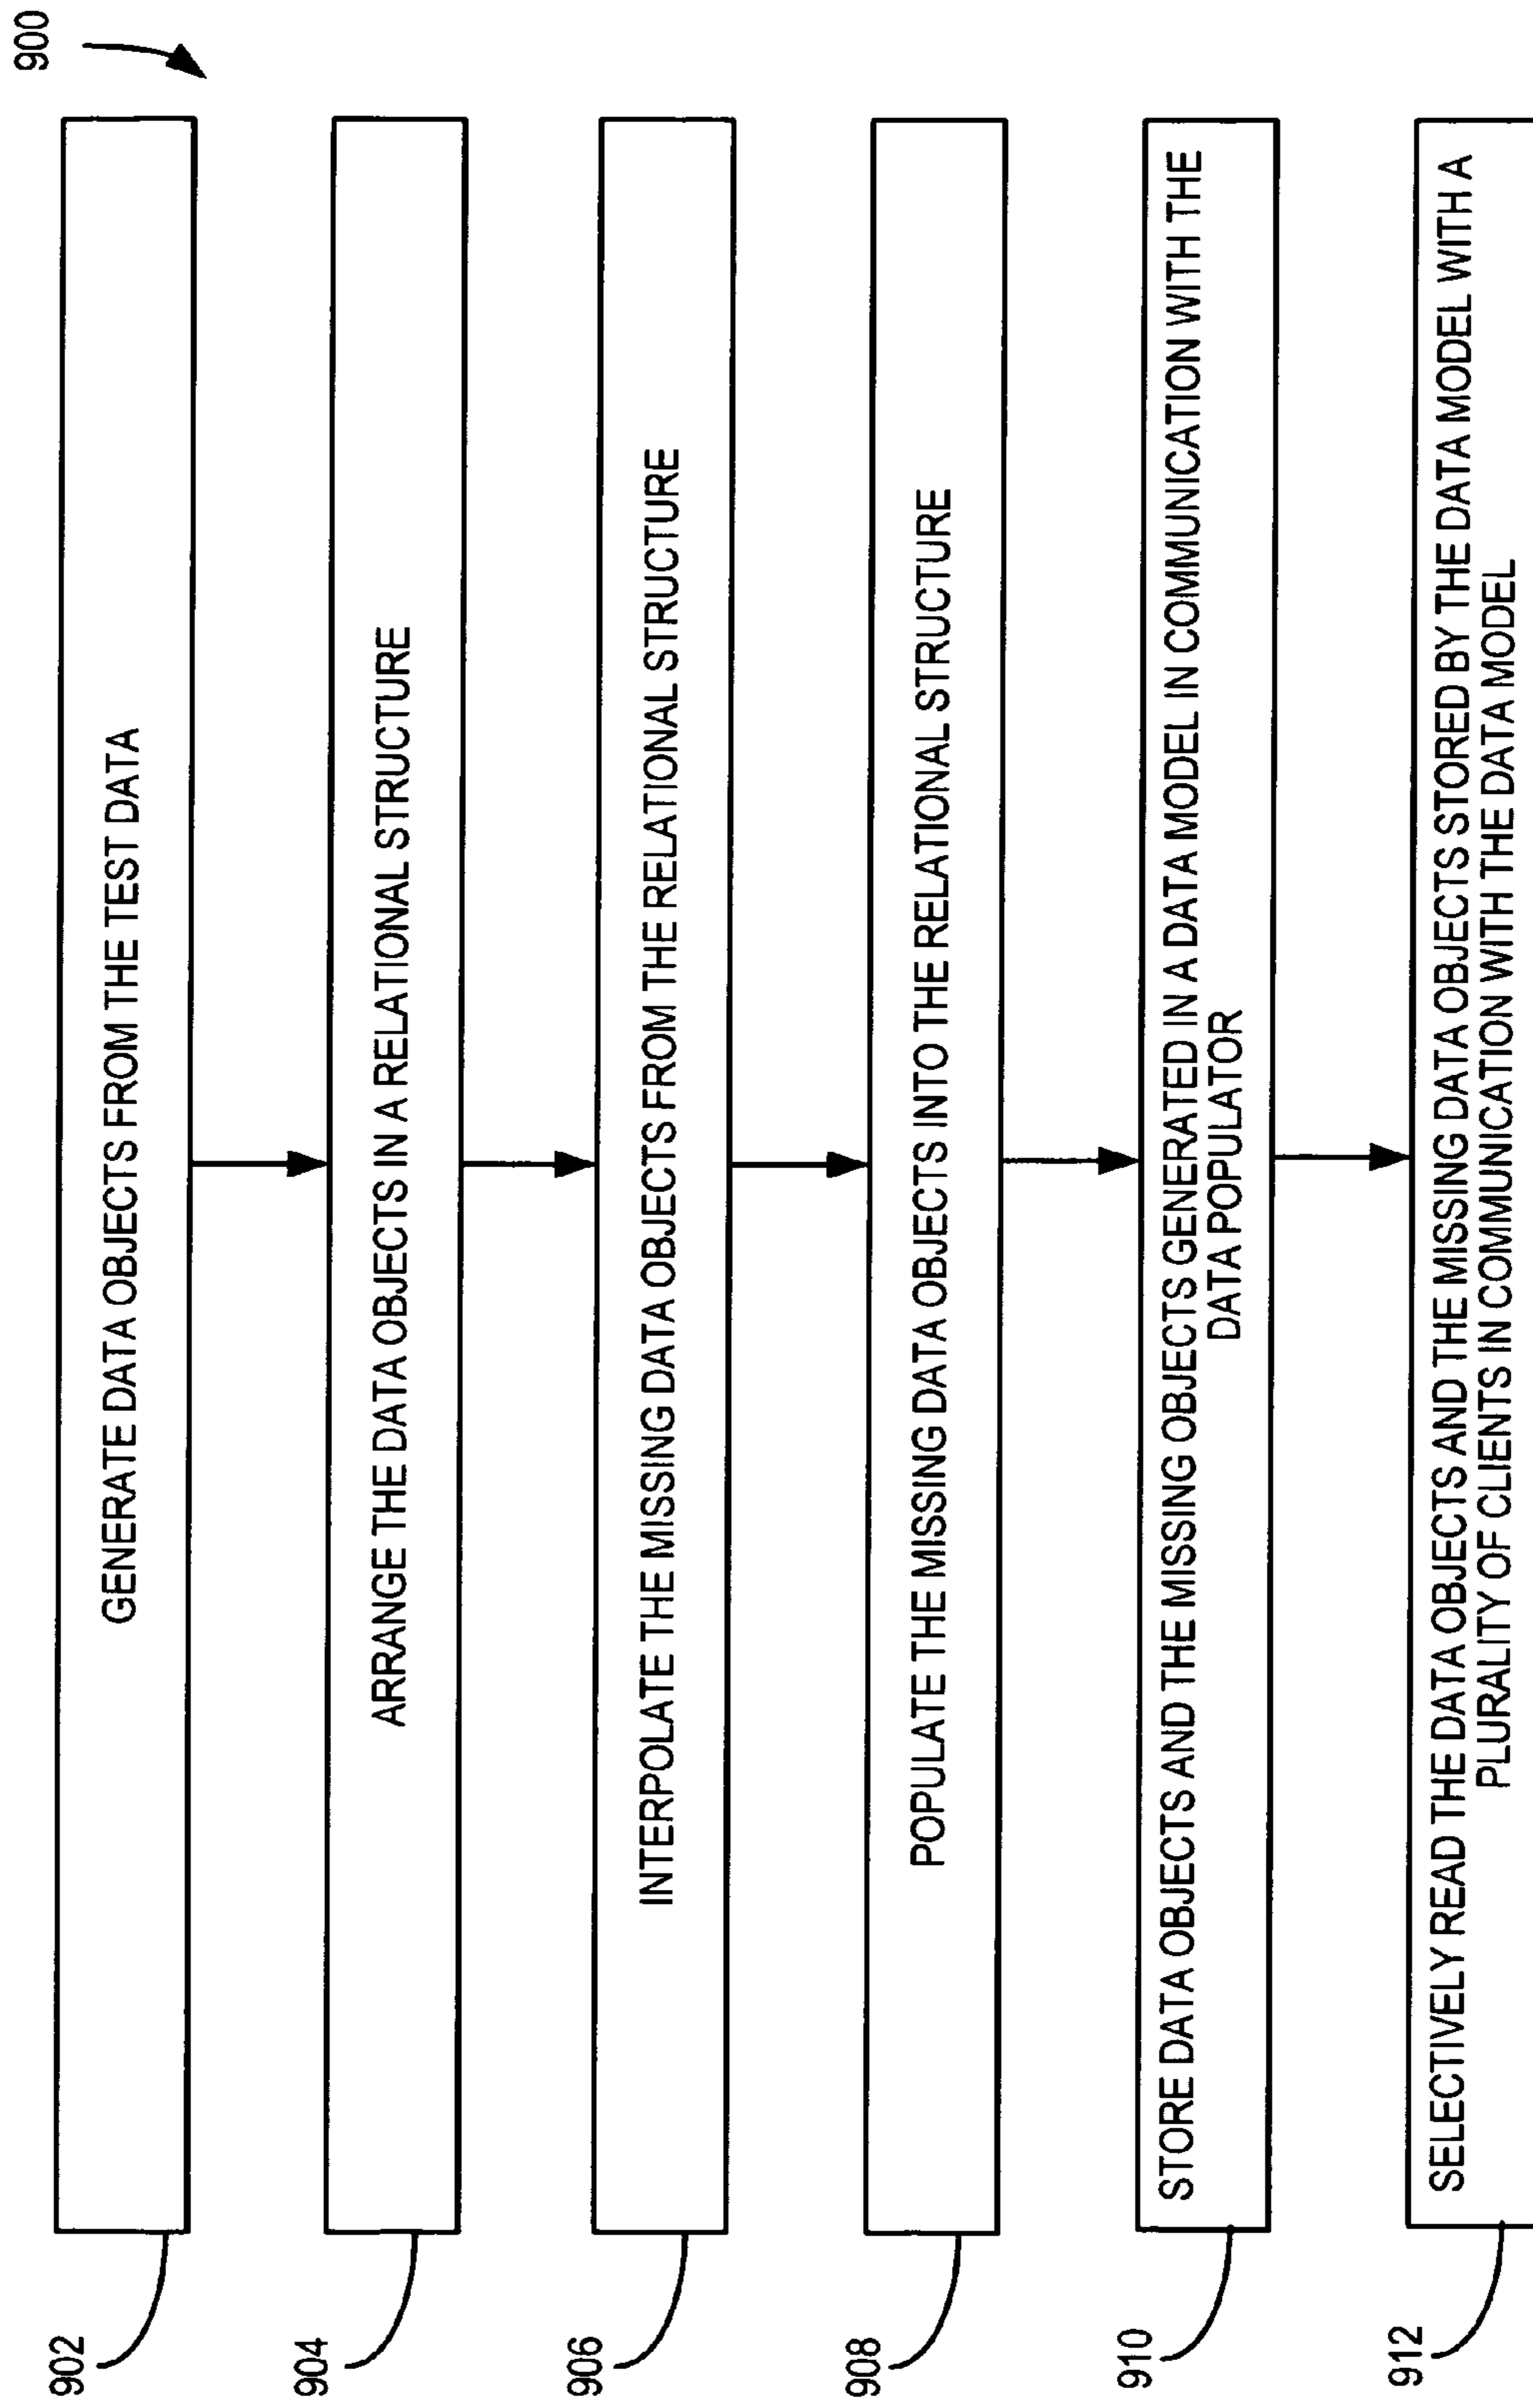 900
902
GENERATE DATA OBJECTS FROM THE TEST DATA
904
ARRANGE THE DATA OBJECTS IN A RELATIONAL STRUCTURE
906
INTERPOLATE THE MISSING DATA OBJECTS FROM THE RELATIONAL STRUCTURE
908
POPULATE THE MISSING DATA OBJECTS INTO THE RELATIONAL STRUCTURE
910
STORE DATA OBJECTS AND THE MISSING OBJECTS GENERATED IN A DATA MODEL IN COMMUNICATION WITH THE
DATA POPULATOR
912
SELECTIVELY READ THE DATA OBJECTS AND THE MISSING DATA OBJECTS STORED BY THE DATA MODEL WITH A
PLURALITY OF CLIENTS IN COMMUNICATION WITH THE DATA MODEL